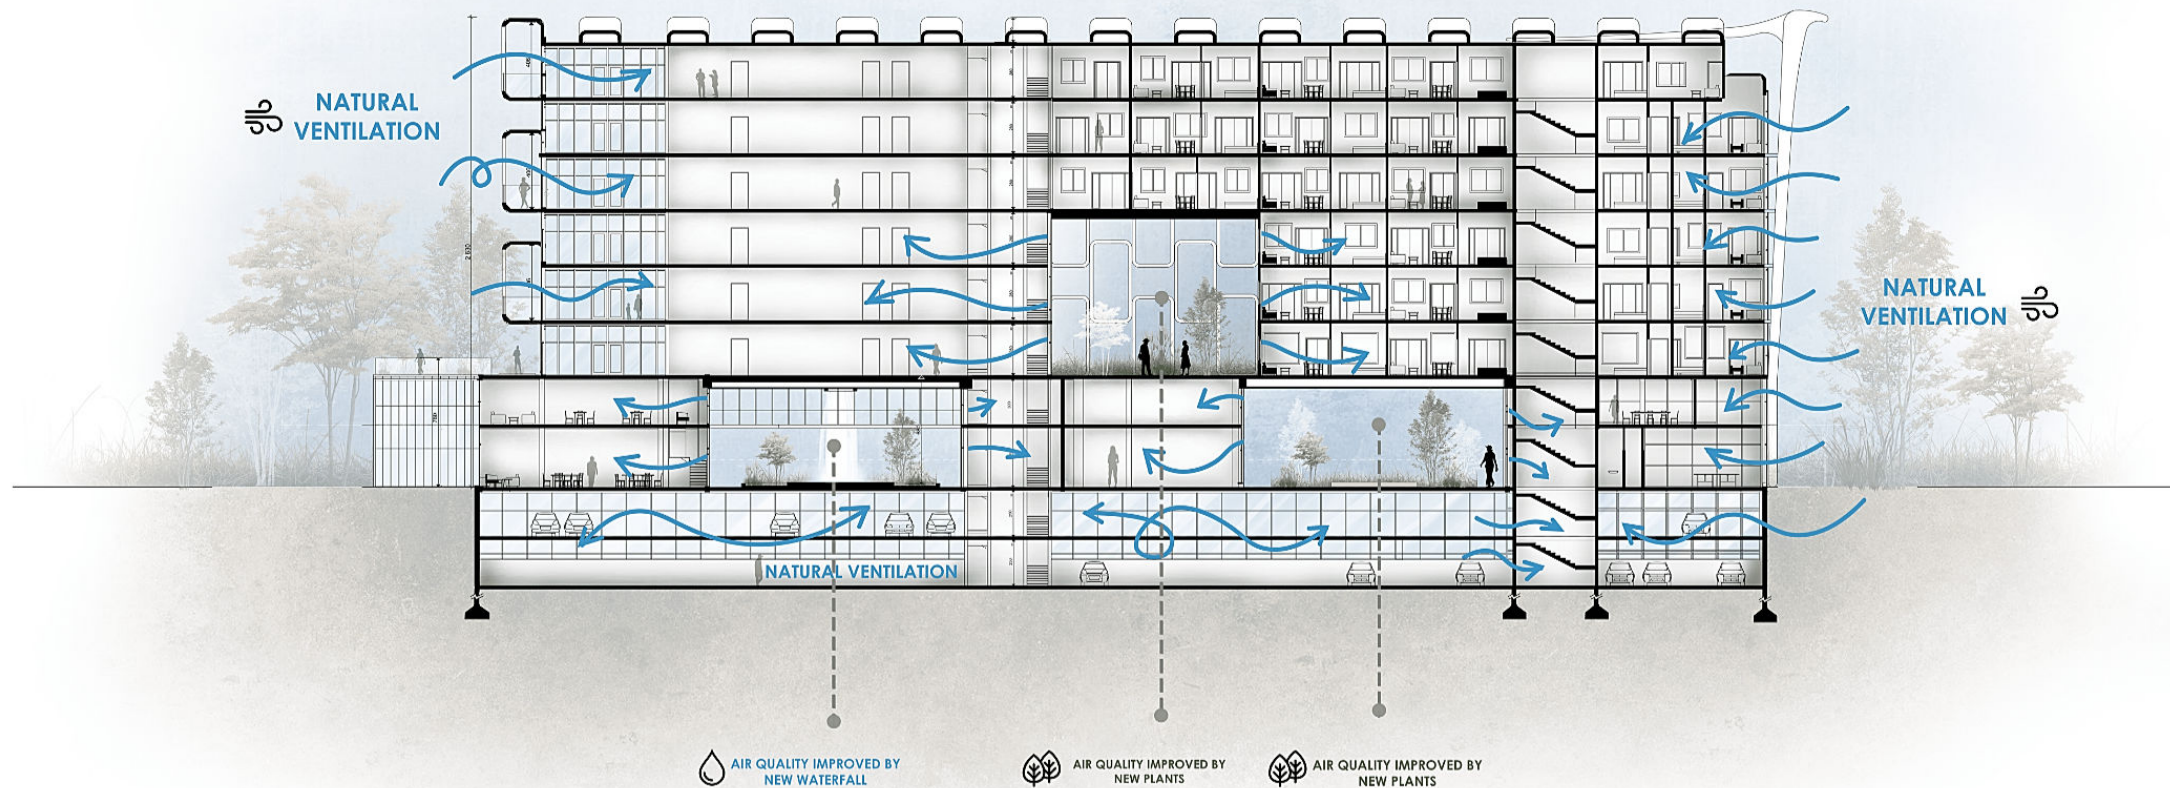 NATURAL
VENTILATION
NATURAL
VENTILATION
NATURAL VENTILATION
AIR QUALITY IMPROVED BY
NEW WATERFALL
AIR QUALITY IMPROVED BY
NEW PLANTS
AIR QUALITY IMPROVED BY
NEW PLANTS